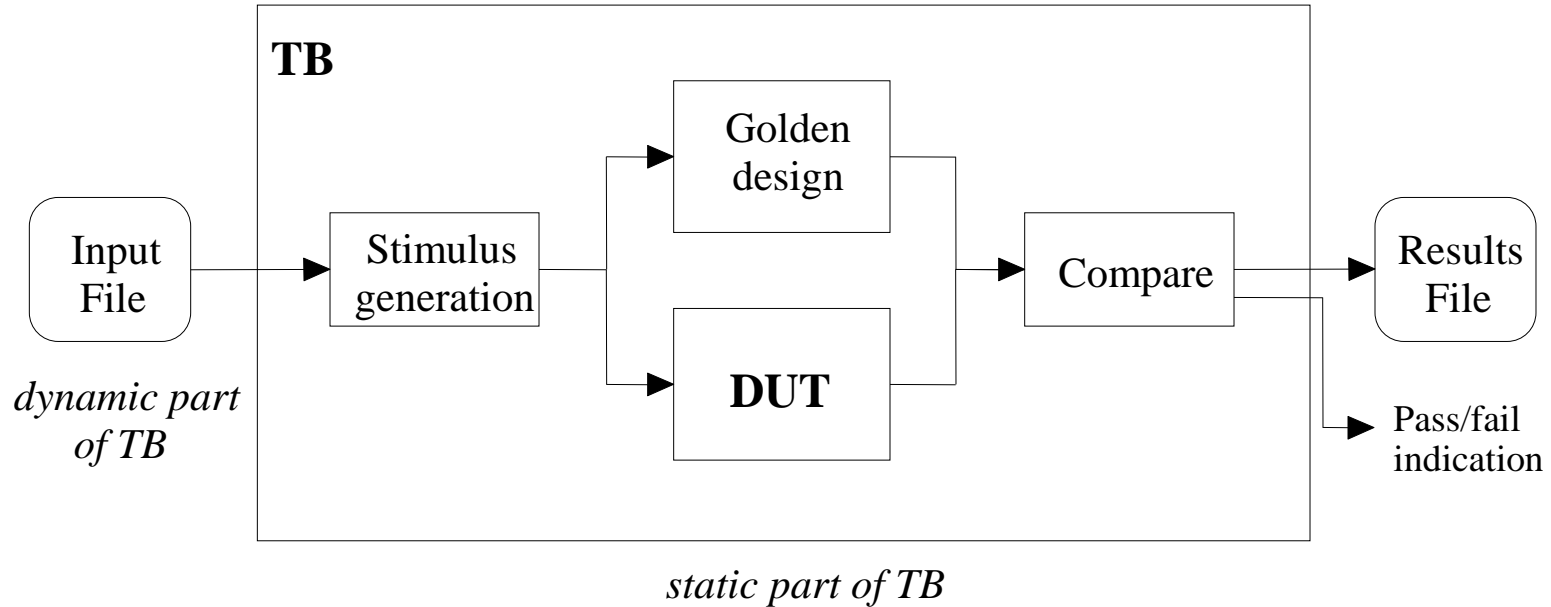 TB
Golden
design
Input
File
Stimulus
generation
Compare
Results
File
DUT
dynamic part
of TB
Pass/fail
indication
static part of TB